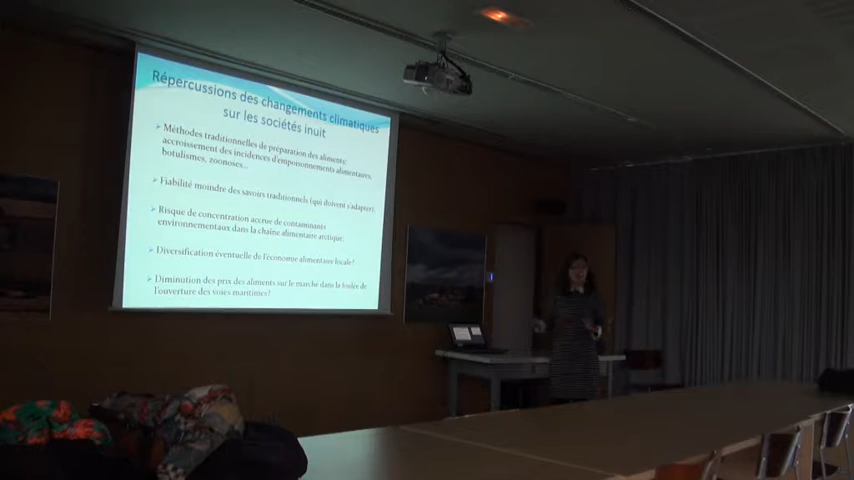 Répercussions des changements climatiques
sur les sociétés inuit
Méthodes traditionnelles de préparation des aliments:
accroissement des incidences d'empoisonnements alimentaires,
botulismes, zoonoses...
Fiabilité moindre des savoirs traditionnels (qui doivent s'adapter)
Risque de concentration accrue de contaminants
environnementaux dans la chaîne alimentaire arctique;
Diversification éventuelle de l'économie alimentaire locale?
Diminution des prix des aliments sur le marché dans la foulée de
l'ouverture des voies maritimes?